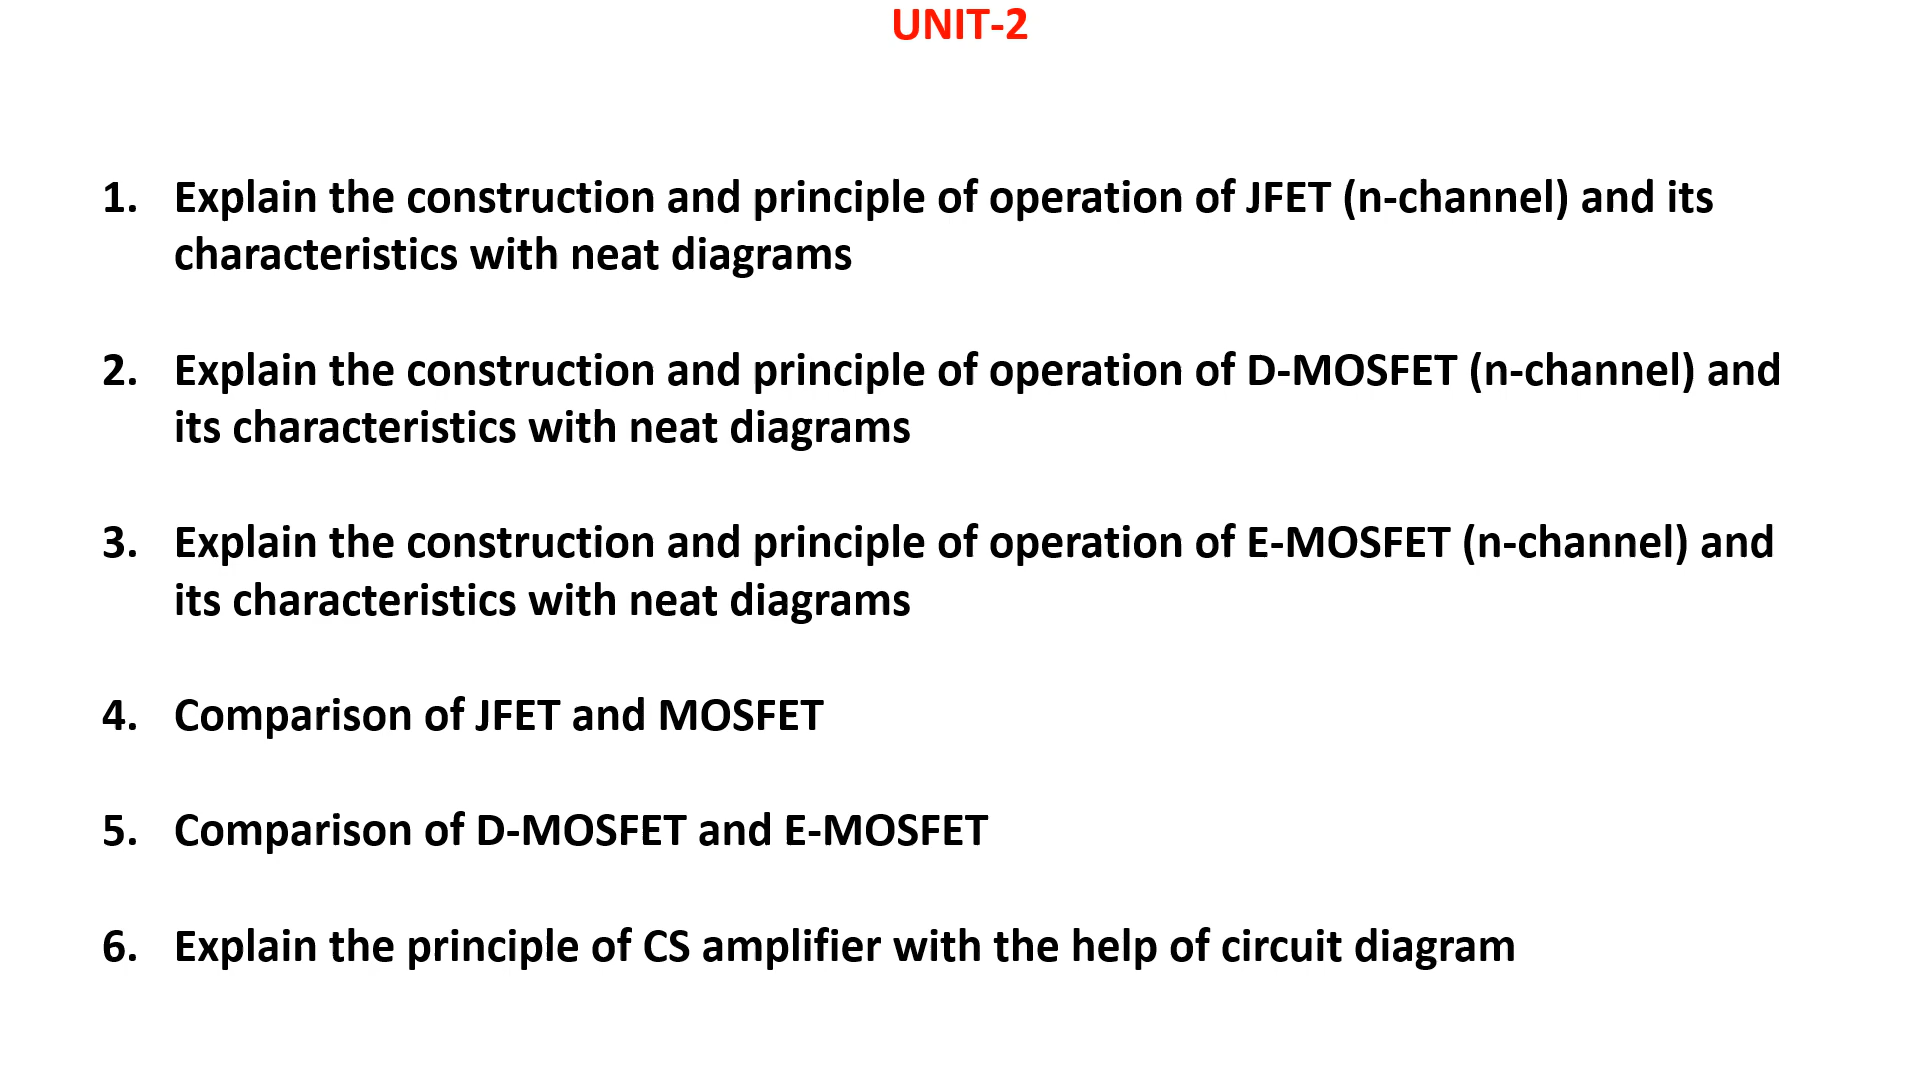 UNIT-2
1. Explain the construction and principle of operation of JFET (n-channel) and its
characteristics with neat diagrams
2. Explain the construction and principle of operation of D-MOSFET (n-channel) and
its characteristics with neat diagrams
3. Explain the construction and principle of operation of E-MOSFET (n-channel) and
its characteristics with neat diagrams
4. Comparison of JFET and MOSFET
5. Comparison of D-MOSFET and E-MOSFET
6. Explain the principle of CS amplifier with the help of circuit diagram